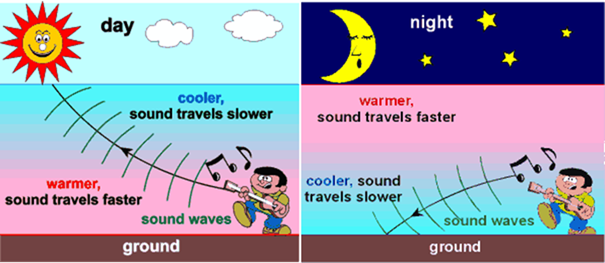 day
cooler,
sound travels slower
warmer,
sound travels faster
sound waves
ground
night
warmer,
sound travels faster
cooler, sound
travels slower
sound waves
ground